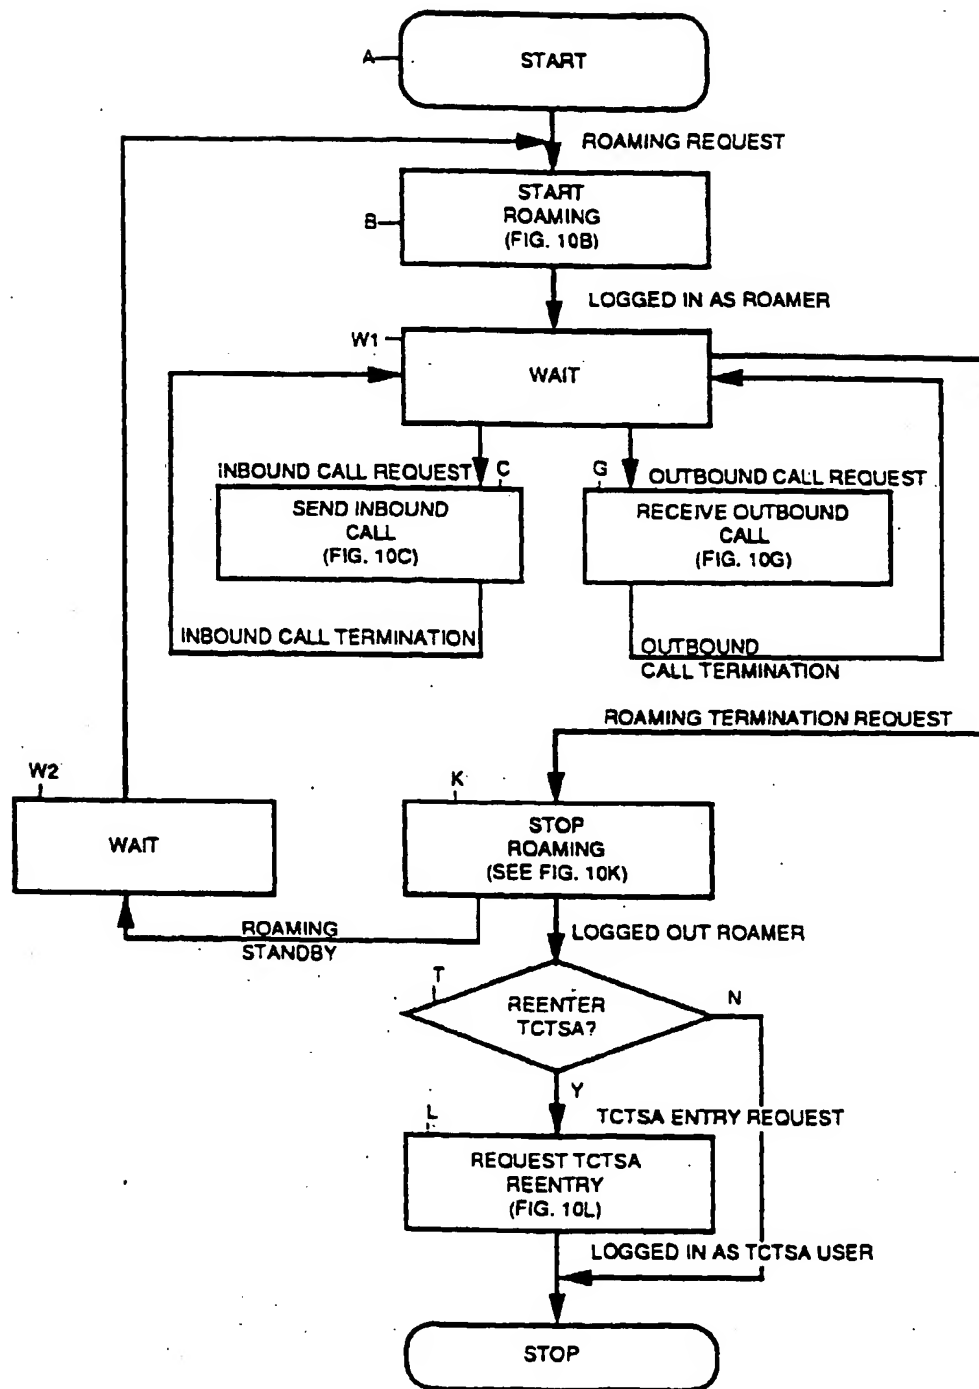 A
START
ROAMING REQUEST
B
START
ROAMING
(FIG. 10B)
LOGGED IN AS ROAMER
W1
WAIT
INBOUND CALL REQUEST
C
G
OUTBOUND CALL REQUEST
SEND INBOUND
CALL
(FIG. 10C)
RECEIVE OUTBOUND
CALL
(FIG. 10G)
INBOUND CALL TERMINATION
OUTBOUND
CALL TERMINATION
ROAMING TERMINATION REQUEST
W2
WAIT
K
STOP
ROAMING
(SEE FIG. 10K)
ROAMING
STANDBY
LOGGED OUT ROAMER
T
REENTER
TCTSA?
N
Y
L
TCTSA ENTRY REQUEST
REQUEST TCTSA
REENTRY
(FIG. 10L)
LOGGED IN AS TCTSA USER
STOP